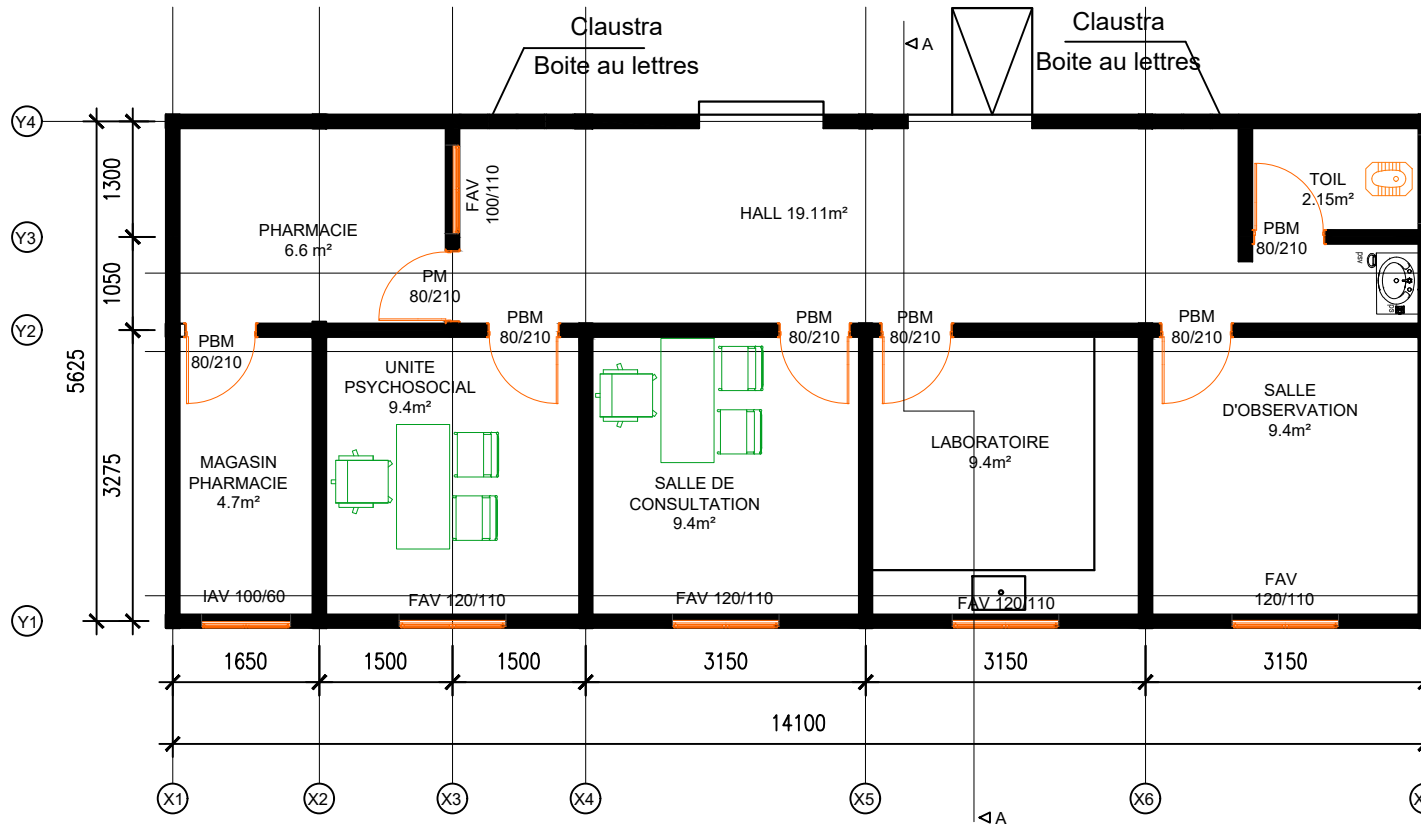 Claustra
Boite au lettres
A
Claustra
Boite au lettres
Y4
1300
FAV
100/110
PHARMACIE
6.6 m²
HALL 19.11m²
TOIL
2.15m²
Y3
PBM
80/210
1050
PM
80/210
psv
ps
Y2
PBM
80/210
PBM
80/210
PBM
80/210
PBM
80/210
PBM
80/210
5625
UNITE
PSYCHOSOCIAL
9.4m²
SALLE
D'OBSERVATION
9.4m²
3275
MAGASIN
PHARMACIE
4.7m²
SALLE DE
CONSULTATION
9.4m²
LABORATOIRE
9.4m²
IAV 100/60
FAV 120/110
FAV 120/110
FAV 120/110
FAV
120/110
Y1
1650
1500
1500
3150
3150
3150
14100
X1
X2
X3
X4
X5
X6
X
A